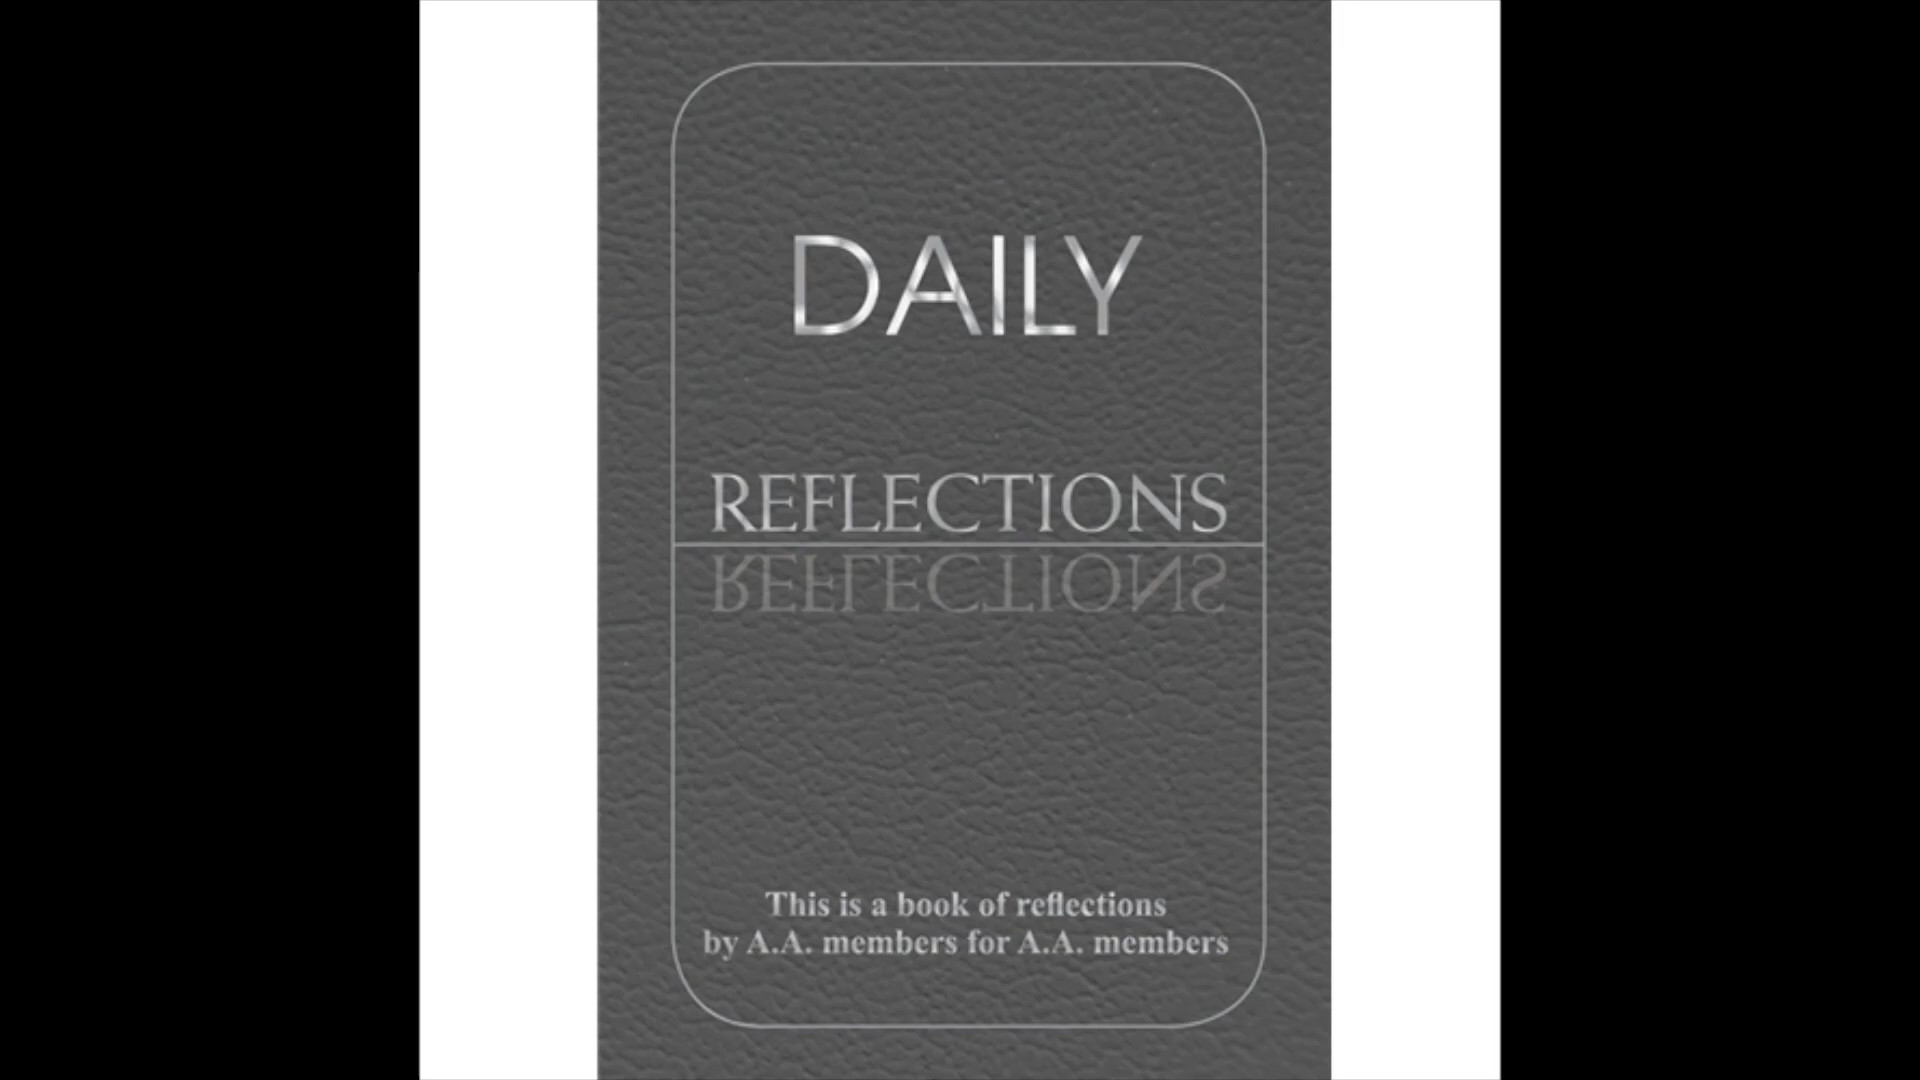 DAILY
REFLECTIONS
REFLECTIONS
This is a book of reflections
by A.A. members for A.A. members